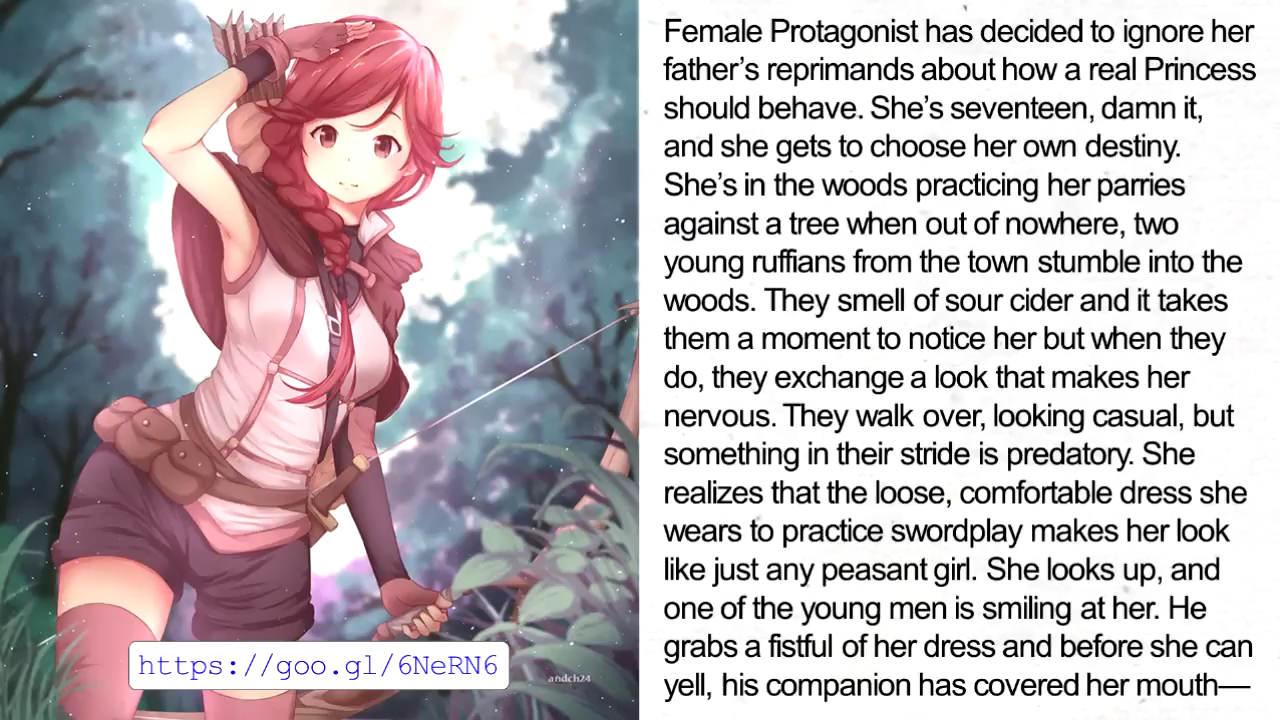 Female Protagonist has decided to ignore her
father’s reprimands about how a real Princess
should behave. She’s seventeen, damn it,
and she gets to choose her own destiny.
She’s in the woods practicing her parries
against a tree when out of nowhere, two
young ruffians from the town stumble into the
woods. They smell of sour cider and it takes
them a moment to notice her but when they
do, they exchange a look that makes her
nervous. They walk over, looking casual, but
something in their stride is predatory. She
realizes that the loose, comfortable dress she
wears to practice swordplay makes her look
like just any peasant girl. She looks up, and
one of the young men is smiling at her. He
grabs a fistful of her dress and before she can
yell, his companion has covered her mouth—
https://goo.gl/6NeRN6
andch24